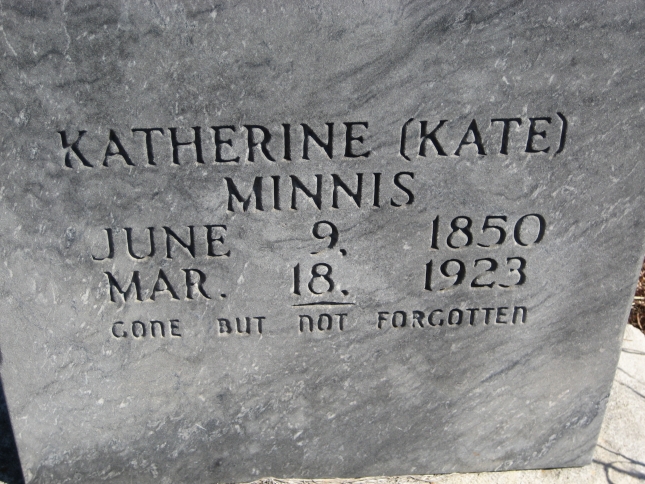 KATHERINE (KATE)
MINNIS
JUNE 9, 1850
MAR. 18, 1923
GONE BUT NOT FORGOTTEN